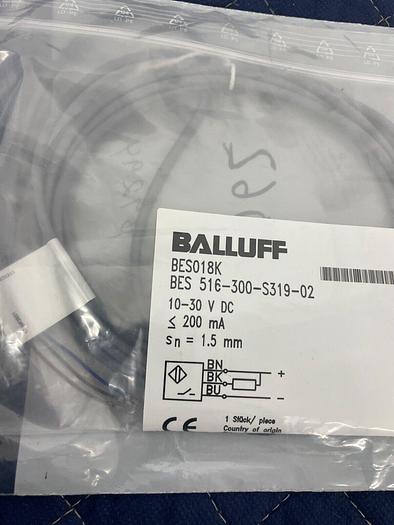 BALLUFF
BES018K
BES 516-300-S319-02
10-30 V DC
≤ 200 mA
sn = 1.5 mm
BN
+
BK
BU
−
CE
1 Stück/ piece
Country of origin